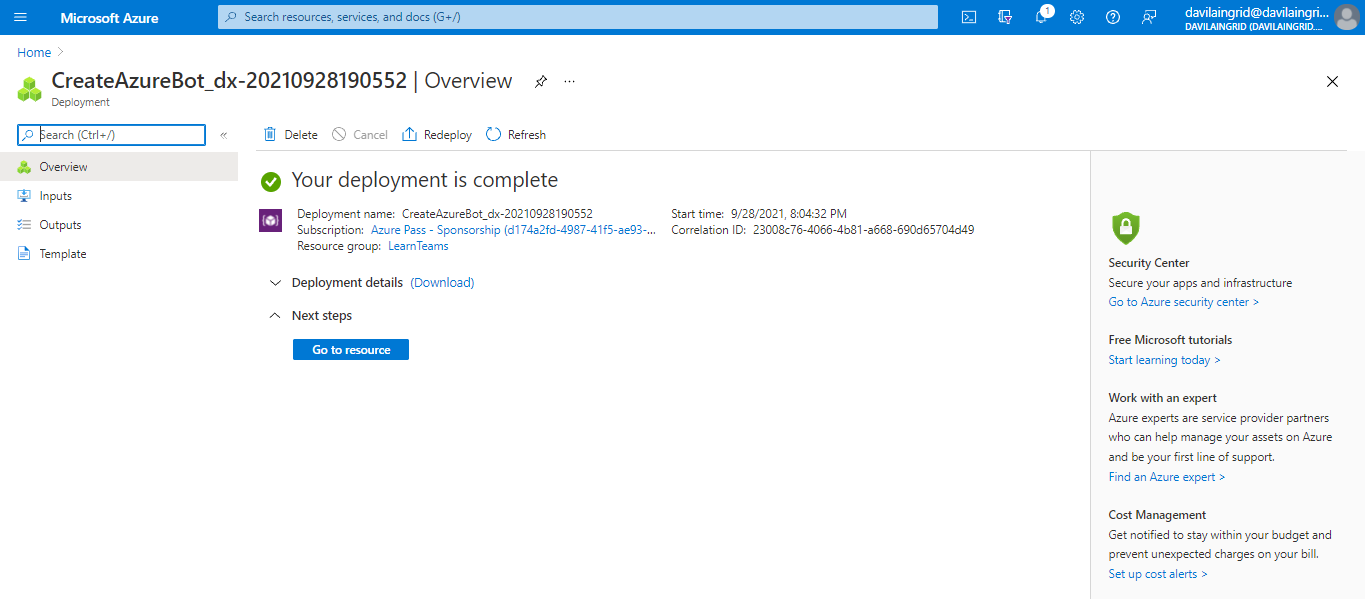 Microsoft Azure
Search resources, services, and docs (G+/)
1
davilaingrid@davilaingri...
DAVILAINGRID (DAVILAINGRID....
Home
CreateAzureBot_dx-20210928190552 | Overview
...
Deployment
Search (Ctrl+/)
«
Delete
Cancel
Redeploy
Refresh
Overview
Inputs
Outputs
Template
Your deployment is complete
Deployment name: CreateAzureBot_dx-20210928190552
Subscription: Azure Pass - Sponsorship (d174a2fd-4987-41f5-ae93-...
Resource group: LearnTeams
Start time: 9/28/2021, 8:04:32 PM
Correlation ID: 23008c76-4066-4b81-a668-690d65704d49
Deployment details (Download)
Next steps
Go to resource
Security Center
Secure your apps and infrastructure
Go to Azure security center >
Free Microsoft tutorials
Start learning today >
Work with an expert
Azure experts are service provider partners
who can help manage your assets on Azure
and be your first line of support.
Find an Azure expert >
Cost Management
Get notified to stay within your budget and
prevent unexpected charges on your bill.
Set up cost alerts >